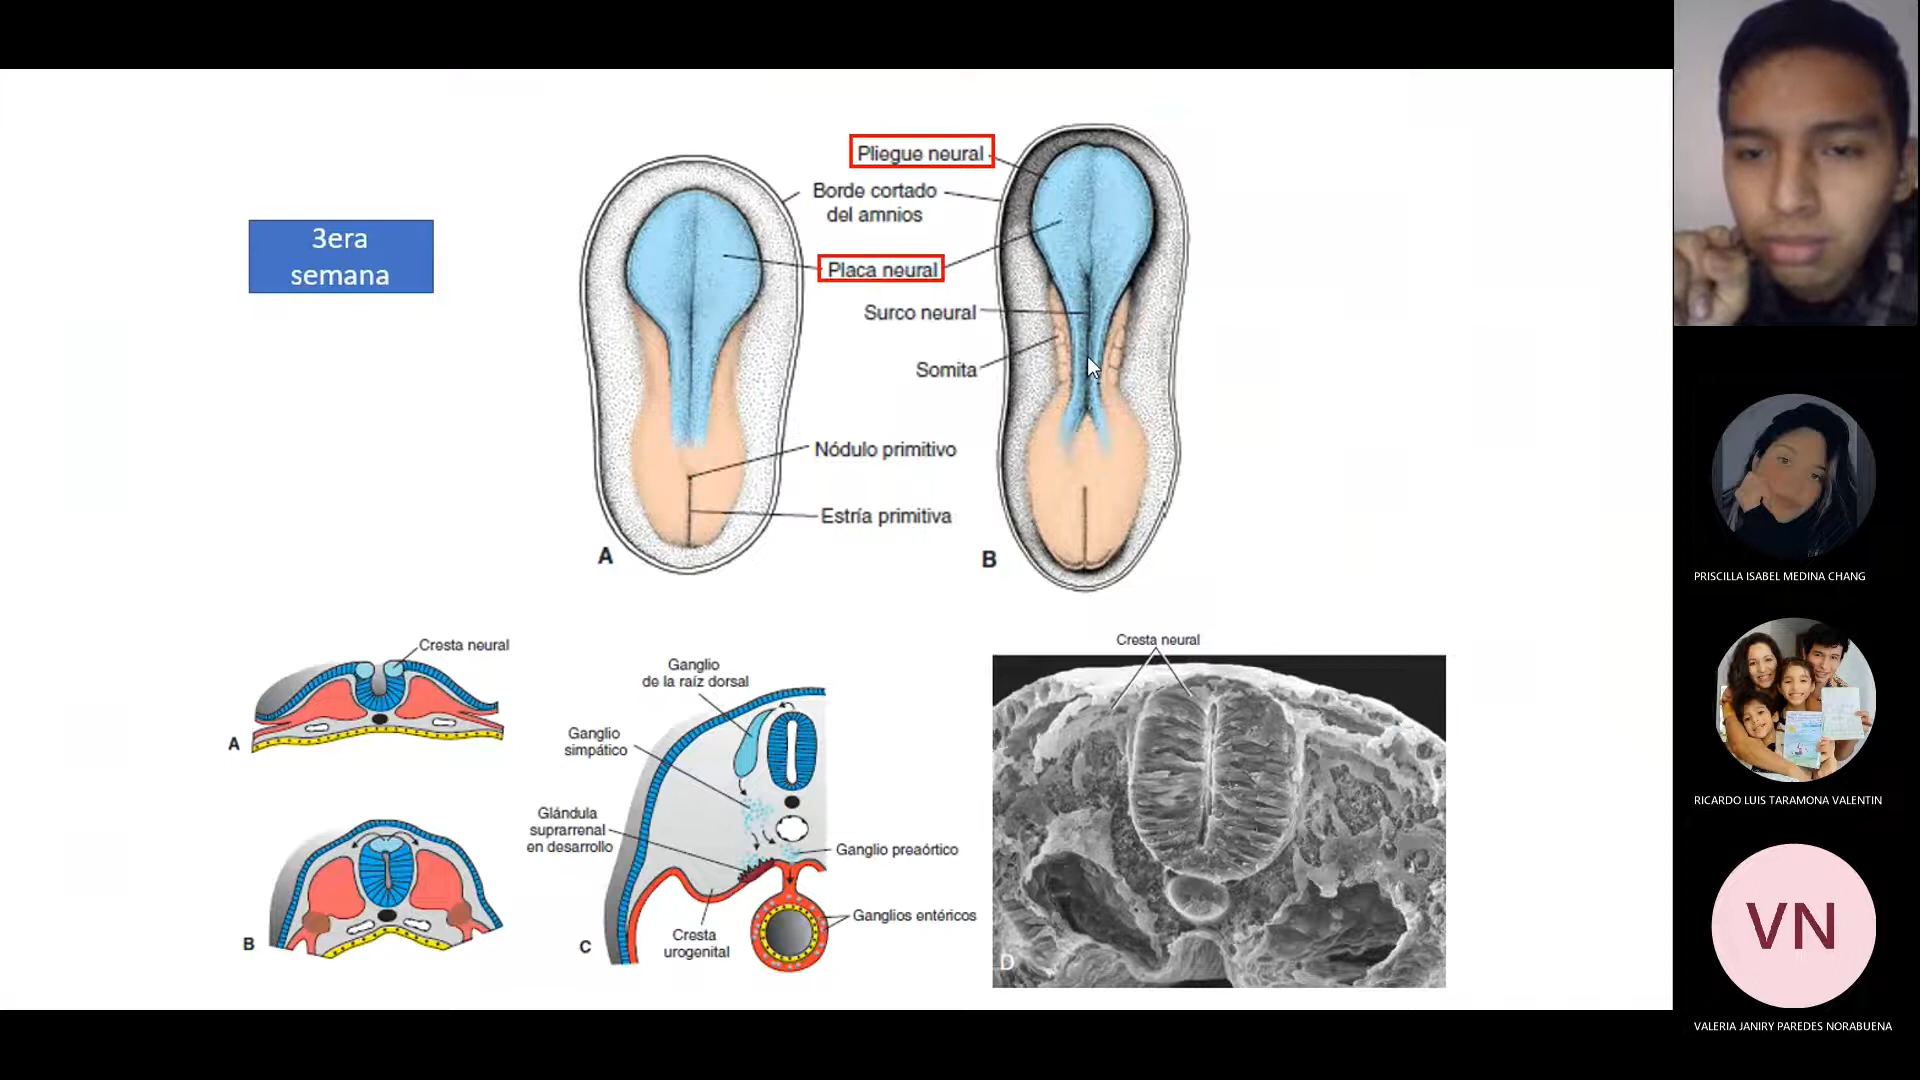 3era
semana
Pliegue neural
Borde cortado
del amnios
Placa neural
Surco neural
Somita
Nódulo primitivo
Estría primitiva
A
B
Cresta neural
A
B
Ganglio
de la raíz dorsal
Ganglio
simpático
Glándula
suprarrenal
en desarrollo
Ganglio preaórtico
Ganglios entéricos
Cresta
urogenital
C
Cresta neural
D
PRISCILLA ISABEL MEDINA CHANG
RICARDO LUIS TARAMONA VALENTIN
VN
VALERIA JANIRY PAREDES NORABUENA